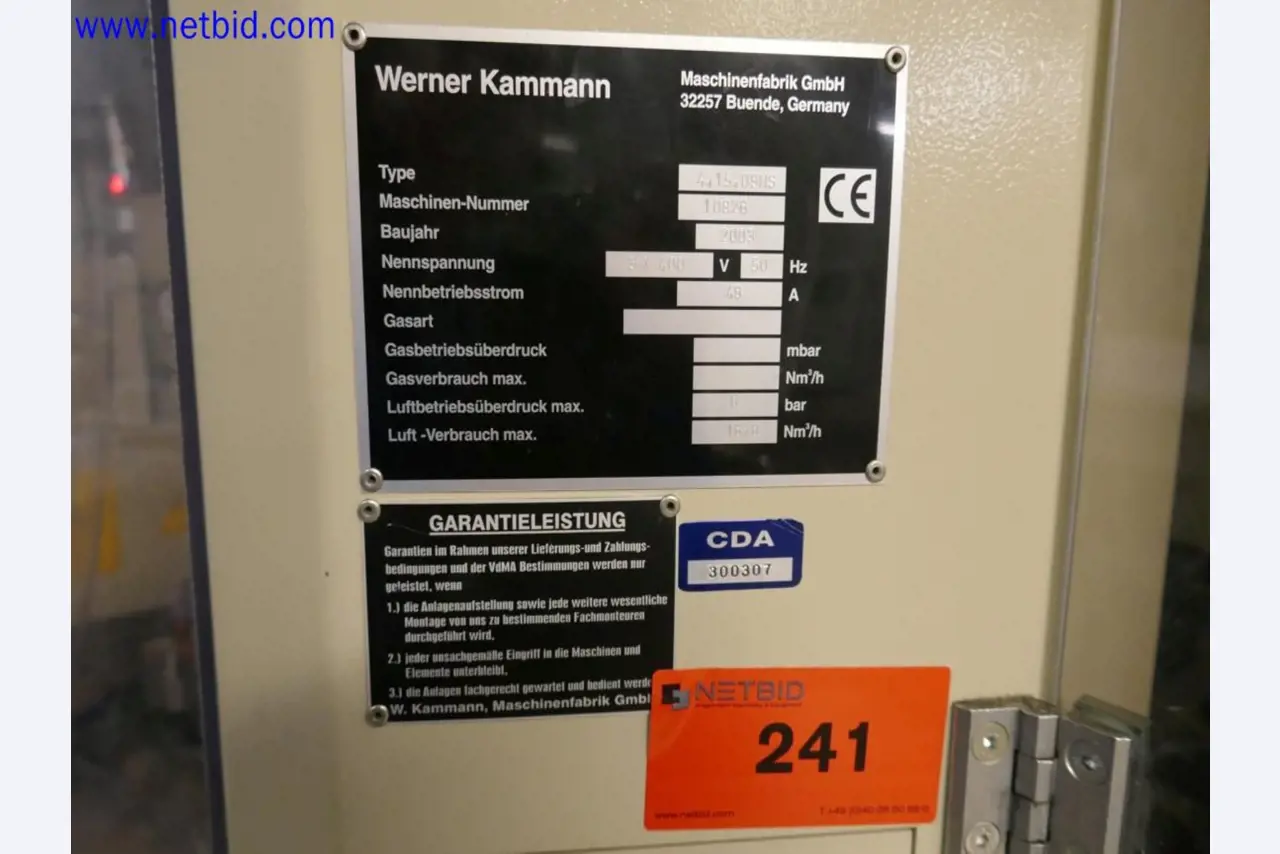 www.netbid.com
Werner Kammann
Maschinenfabrik GmbH
32257 Buende, Germany
CE
Type
Maschinen-Nummer
Baujahr 2003
Nennspannung V 50 Hz
Nennbetriebsstrom A
Gasart
Gasbetriebsüberdruck mbar
Gasverbrauch max. Nm³/h
Luftbetriebsüberdruck max. bar
Luft -Verbrauch max. Nm³/h
GARANTIELEISTUNG
Garantien im Rahmen unserer Lieferungs-und Zahlungs-
bedingungen und der VdMA Bestimmungen werden nur
geleistet, wenn
1.) die Anlagenaufstellung sowie jede weitere wesentliche
Montage von uns zu bestimmenden Fachmonteuren
durchgeführt wird.
2.) jeder unsachgemäße Eingriff in die Maschinen und
Elemente unterbleibt.
3.) die Anlagen fachgerecht gewartet und bedient
W. Kammann, Maschinenfabrik
CDA
300307
NETBID
241
www.netbid.com